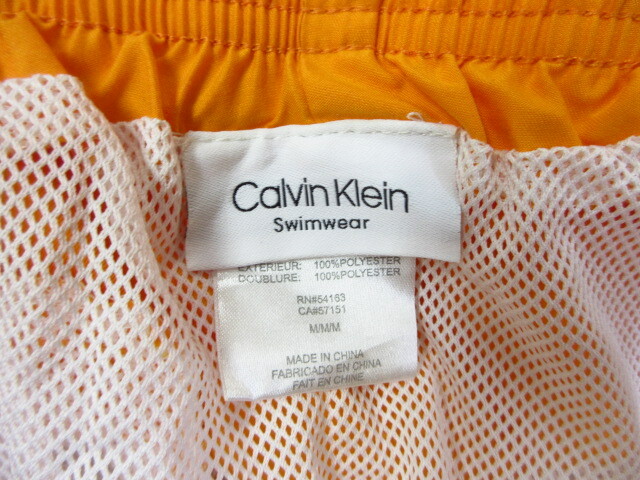 Calvin Klein
Swimwear
EXTERIEUR: 100%POLYESTER
DOUBLURE: 100%POLYESTER
RN#54163
CA#57151
M/M/M
MADE IN CHINA
FABRICADO EN CHINA
FAIT EN CHINE